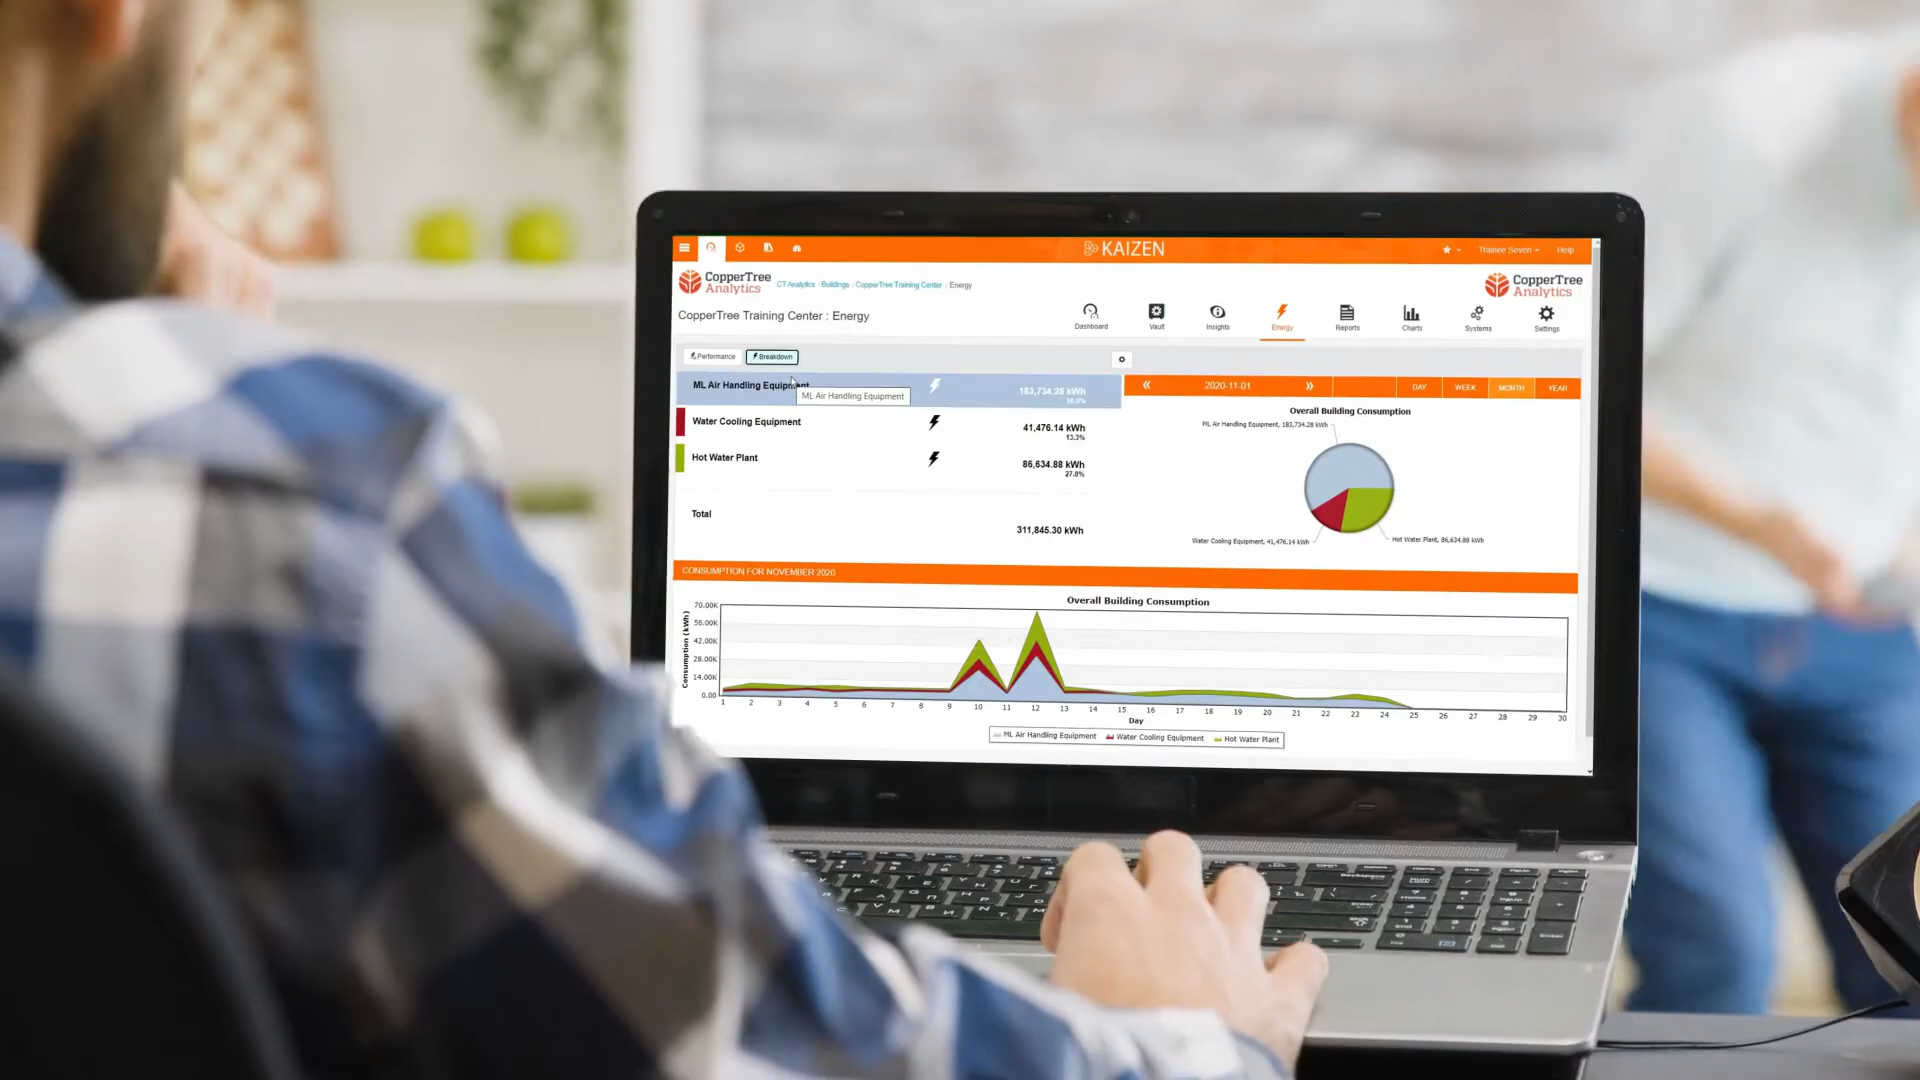 KAIZEN
Trainee Seven
Help
CopperTree
Analytics
CT Analytics / Buildings / CopperTree Training Center / Energy
CopperTree
Analytics
CopperTree Training Center : Energy
Dashboard
Vault
Insights
Energy
Reports
Charts
Systems
Settings
Performance
Breakdown
ML Air Handling Equipment
183,734.28 kWh
ML Air Handling Equipment
Water Cooling Equipment
41,476.14 kWh
13.3%
Hot Water Plant
86,634.88 kWh
27.8%
Total
311,845.30 kWh
« 2020-11-01 »
DAY
WEEK
MONTH
YEAR
Overall Building Consumption
ML Air Handling Equipment, 183,734.28 kWh
Water Cooling Equipment, 41,476.14 kWh
Hot Water Plant, 86,634.88 kWh
CONSUMPTION FOR NOVEMBER 2020
Overall Building Consumption
Consumption (kWh)
70.00K
56.00K
42.00K
28.00K
14.00K
0.00
1 2 3 4 5 6 7 8 9 10 11 12 13 14 15 16 17 18 19 20 21 22 23 24 25 26 27 28 29 30
Day
ML Air Handling Equipment Water Cooling Equipment Hot Water Plant